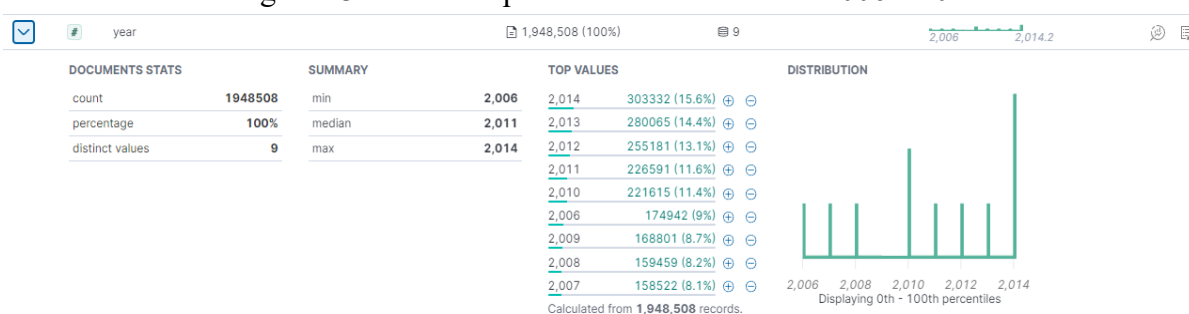 # year 1,948,508 (100%) 9 2,006 2,014.2
DOCUMENTS STATS SUMMARY TOP VALUES DISTRIBUTION
count 1948508 min 2,006 2,014 303332 (15.6%)
percentage 100% median 2,011 2,013 280065 (14.4%)
distinct values 9 max 2,014 2,012 255181 (13.1%)
2,011 226591 (11.6%)
2,010 221615 (11.4%)
2,006 174942 (9%)
2,009 168801 (8.7%)
2,008 159459 (8.2%)
2,007 158522 (8.1%)
2,006 2,008 2,010 2,012 2,014
Displaying 0th - 100th percentiles
Calculated from 1,948,508 records.